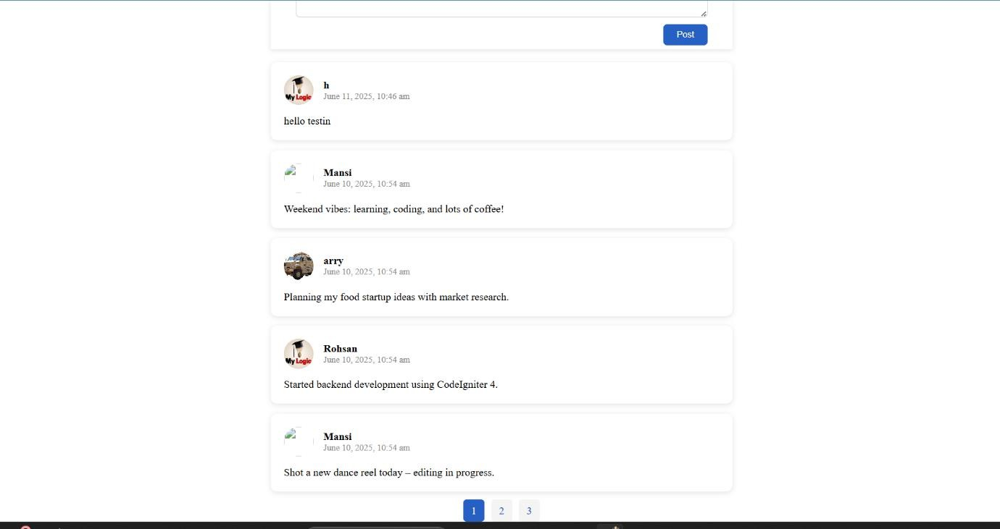 Post
h
June 11, 2025, 10:46 am
My Logic
hello testin
Mansi
June 10, 2025, 10:54 am
Weekend vibes: learning, coding, and lots of coffee!
arry
June 10, 2025, 10:54 am
Planning my food startup ideas with market research.
Rohsan
June 10, 2025, 10:54 am
My Logic
Started backend development using CodeIgniter 4.
Mansi
June 10, 2025, 10:54 am
Shot a new dance reel today – editing in progress.
1 2 3